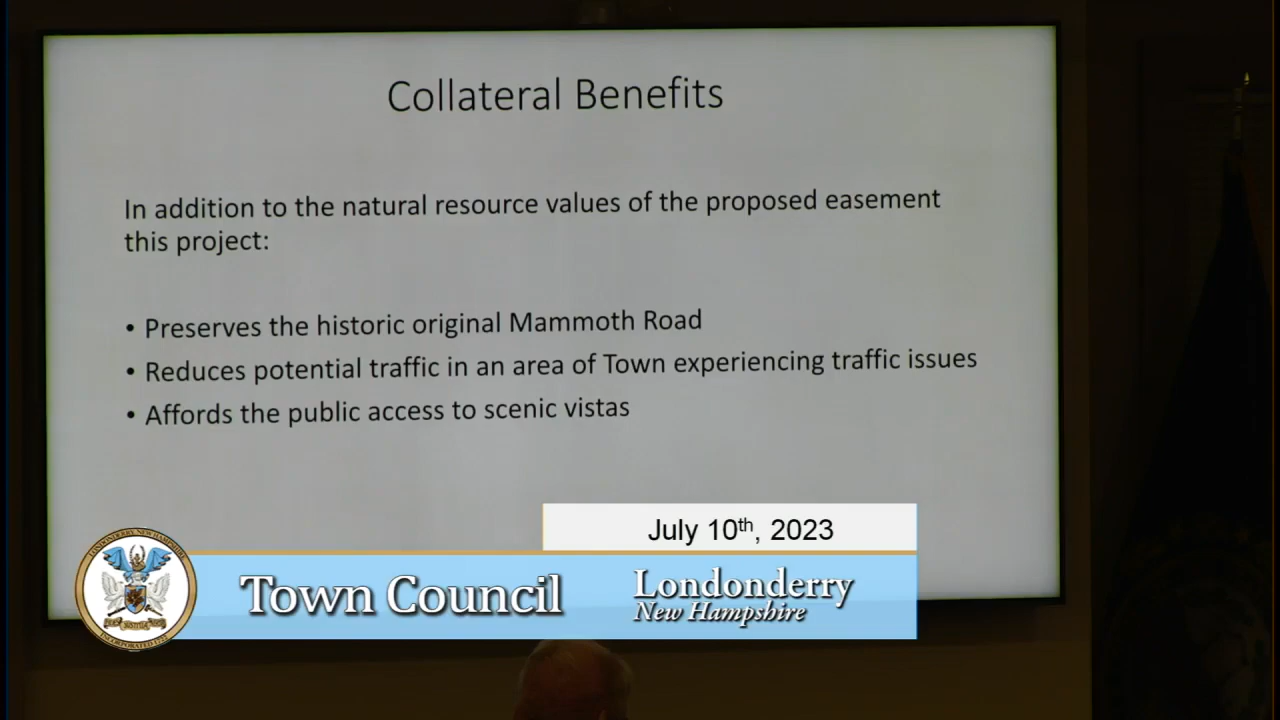 Collateral Benefits
In addition to the natural resource values of the proposed easement
this project:
• Preserves the historic original Mammoth Road
• Reduces potential traffic in an area of Town experiencing traffic issues
• Affords the public access to scenic vistas
July 10th, 2023
Town Council
Londonderry
New Hampshire